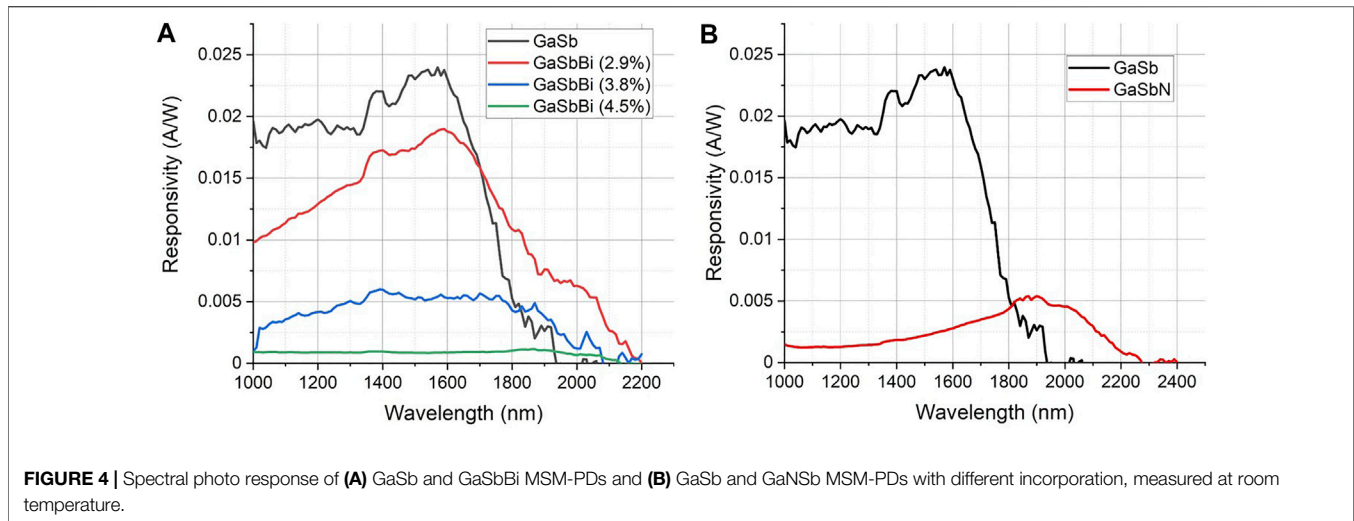 A
GaSb
GaSbBi (2.9%)
GaSbBi (3.8%)
GaSbBi (4.5%)
0.025
0.02
0.015
0.01
0.005
0
Responsivity (A/W)
1000 1200 1400 1600 1800 2000 2200
Wavelength (nm)
B
GaSb
GaSbN
0.025
0.02
0.015
0.01
0.005
0
Responsivity (A/W)
1000 1200 1400 1600 1800 2000 2200 2400
Wavelength (nm)
FIGURE 4 | Spectral photo response of (A) GaSb and GaSbBi MSM-PDs and (B) GaSb and GaNSb MSM-PDs with different incorporation, measured at room
temperature.